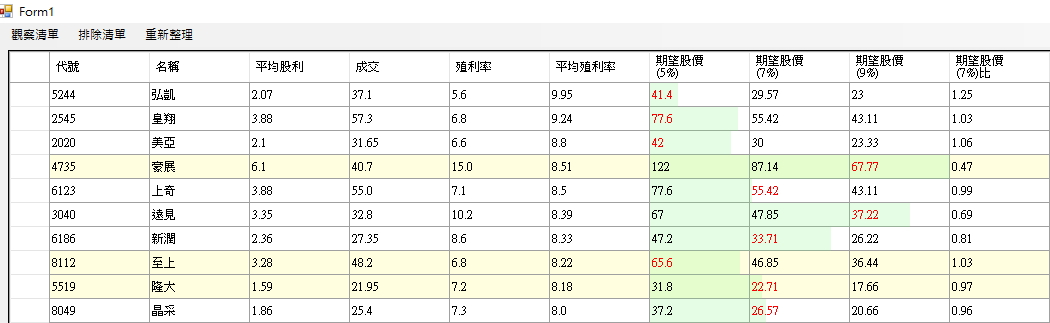 Form1
觀察清單 排除清單 重新整理
代號 名稱 平均股利 成交 殖利率 平均殖利率 期望股價 (5%) 期望股價 (7%) 期望股價 (9%) 期望股價 (7%)比
5244 弘凱 2.07 37.1 5.6 9.95 41.4 29.57 23 1.25
2545 皇翔 3.88 57.3 6.8 9.24 77.6 55.42 43.11 1.03
2020 美亞 2.1 31.65 6.6 8.8 42 30 23.33 1.06
4735 豪展 6.1 40.7 15.0 8.51 122 87.14 67.77 0.47
6123 上奇 3.88 55.0 7.1 8.5 77.6 55.42 43.11 0.99
3040 遠見 3.35 32.8 10.2 8.39 67 47.85 37.22 0.69
6186 新潤 2.36 27.35 8.6 8.33 47.2 33.71 26.22 0.81
8112 至上 3.28 48.2 6.8 8.22 65.6 46.85 36.44 1.03
5519 隆大 1.59 21.95 7.2 8.18 31.8 22.71 17.66 0.97
8049 晶采 1.86 25.4 7.3 8.0 37.2 26.57 20.66 0.96